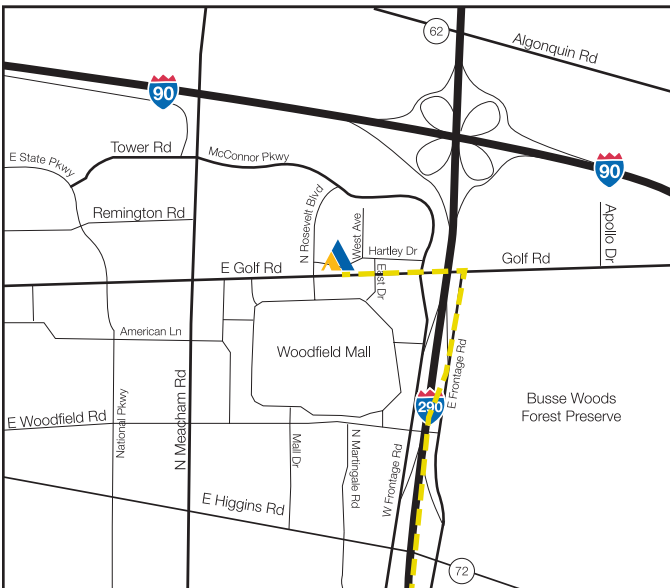 62
Algonquin Rd
90
Tower Rd
McConnor Pkwy
E State Pkwy
90
N Rosevelt Blvd
West Ave
Apollo Dr
Remington Rd
Hartley Dr
E Golf Rd
East Dr
Golf Rd
American Ln
Woodfield Mall
E Frontage Rd
N Meacham Rd
National Pkwy
290
Busse Woods
Forest Preserve
E Woodfield Rd
Mall Dr
N Martingale Rd
W Frontage Rd
E Higgins Rd
72